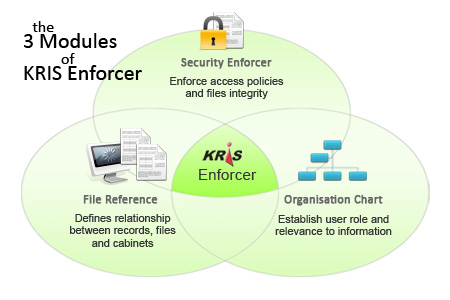 the
3 Modules
of
KRIS Enforcer
Security Enforcer
Enforce access policies
and files integrity
KRIS
Enforcer
File Reference
Defines relationship
between records, files
and cabinets
Organisation Chart
Establish user role and
relevance to information